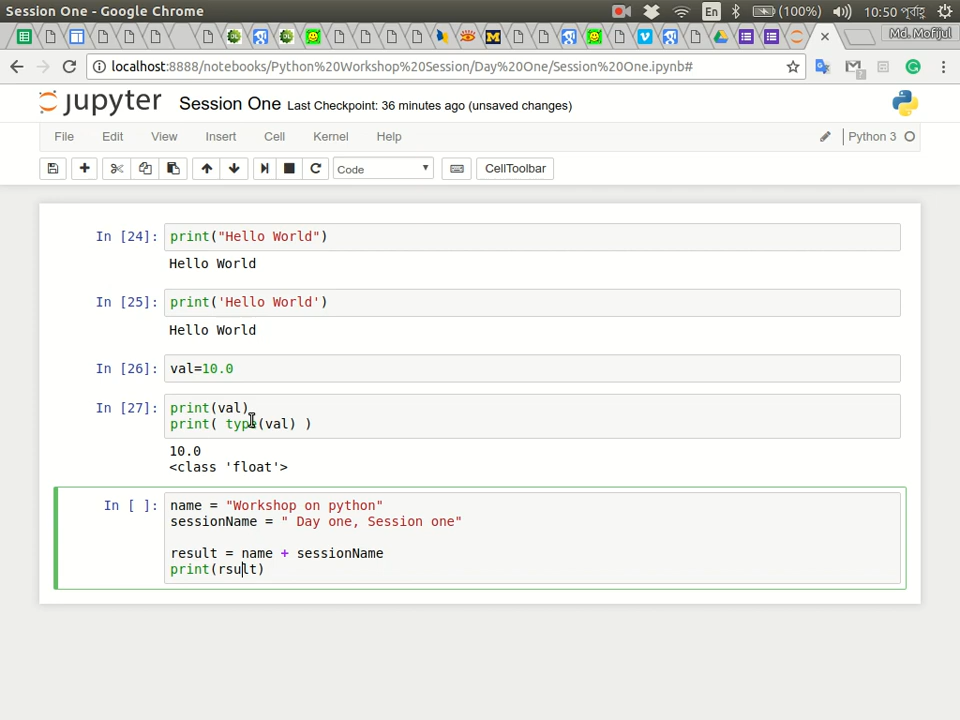 Session One - Google Chrome
En
(100%)
10:50 পূর্বাহ্ণ
Md. Mofijul
localhost:8888/notebooks/Python%20Workshop%20Session/Day%20One/Session%20One.ipynb#
jupyter Session One Last Checkpoint: 36 minutes ago (unsaved changes)
File Edit View Insert Cell Kernel Help
Python 3
Code
CellToolbar
In [24]: print("Hello World")
Hello World
In [25]: print('Hello World')
Hello World
In [26]: val=10.0
In [27]: print(val)
print( type(val) )
10.0
<class 'float'>
In [ ]: name = "Workshop on python"
sessionName = " Day one, Session one"
result = name + sessionName
print(rsult)